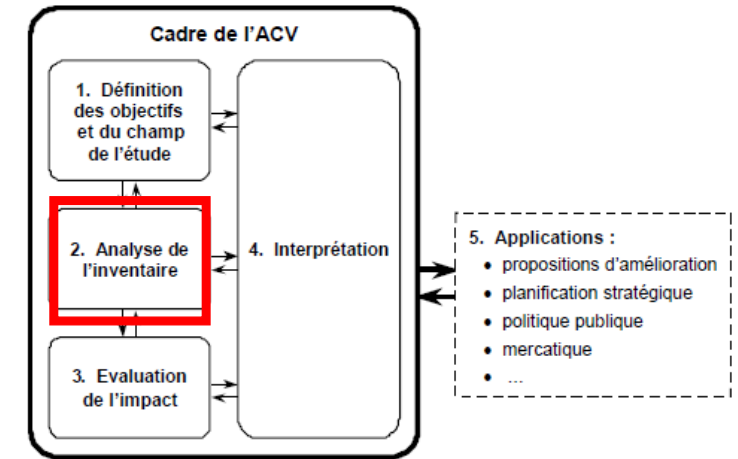 Cadre de l'ACV
1. Définition
des objectifs
et du champ
de l'étude
2. Analyse de
l'inventaire
3. Evaluation
de l'impact
4. Interprétation
5. Applications :
• propositions d'amélioration
• planification stratégique
• politique publique
• mercatique
• ...